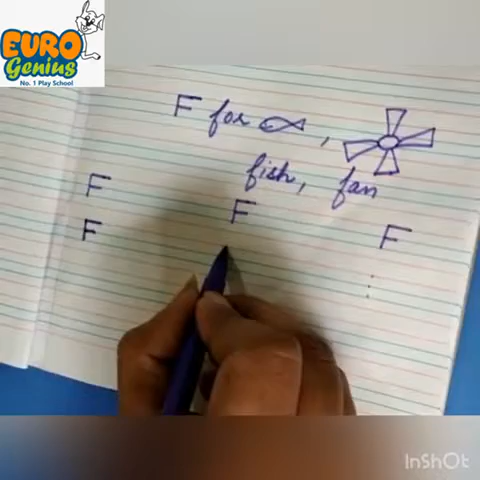 EURO
Genius
No. 1 Play School
F for
,
fish, fan
F F F
F
InShOt